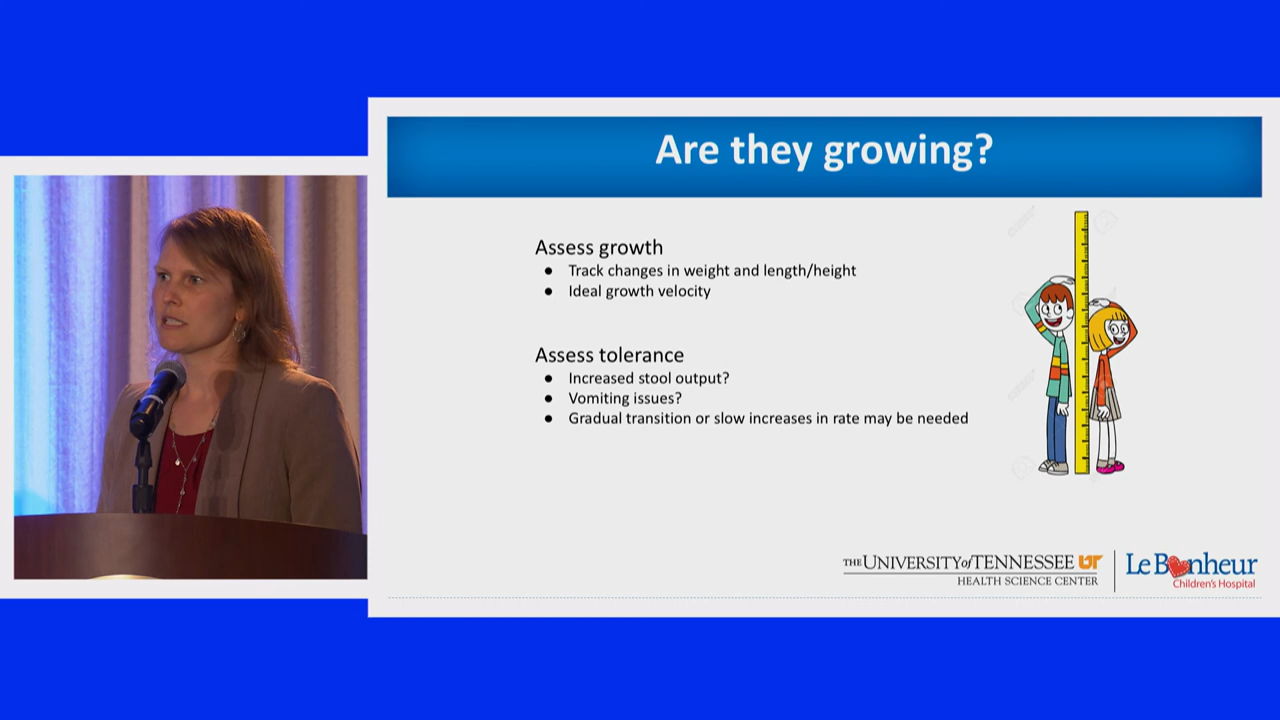 Are they growing?
Assess growth
● Track changes in weight and length/height
● Ideal growth velocity
Assess tolerance
● Increased stool output?
● Vomiting issues?
● Gradual transition or slow increases in rate may be needed
THE UNIVERSITY of TENNESSEE UT
HEALTH SCIENCE CENTER
Le Bonheur
Children's Hospital